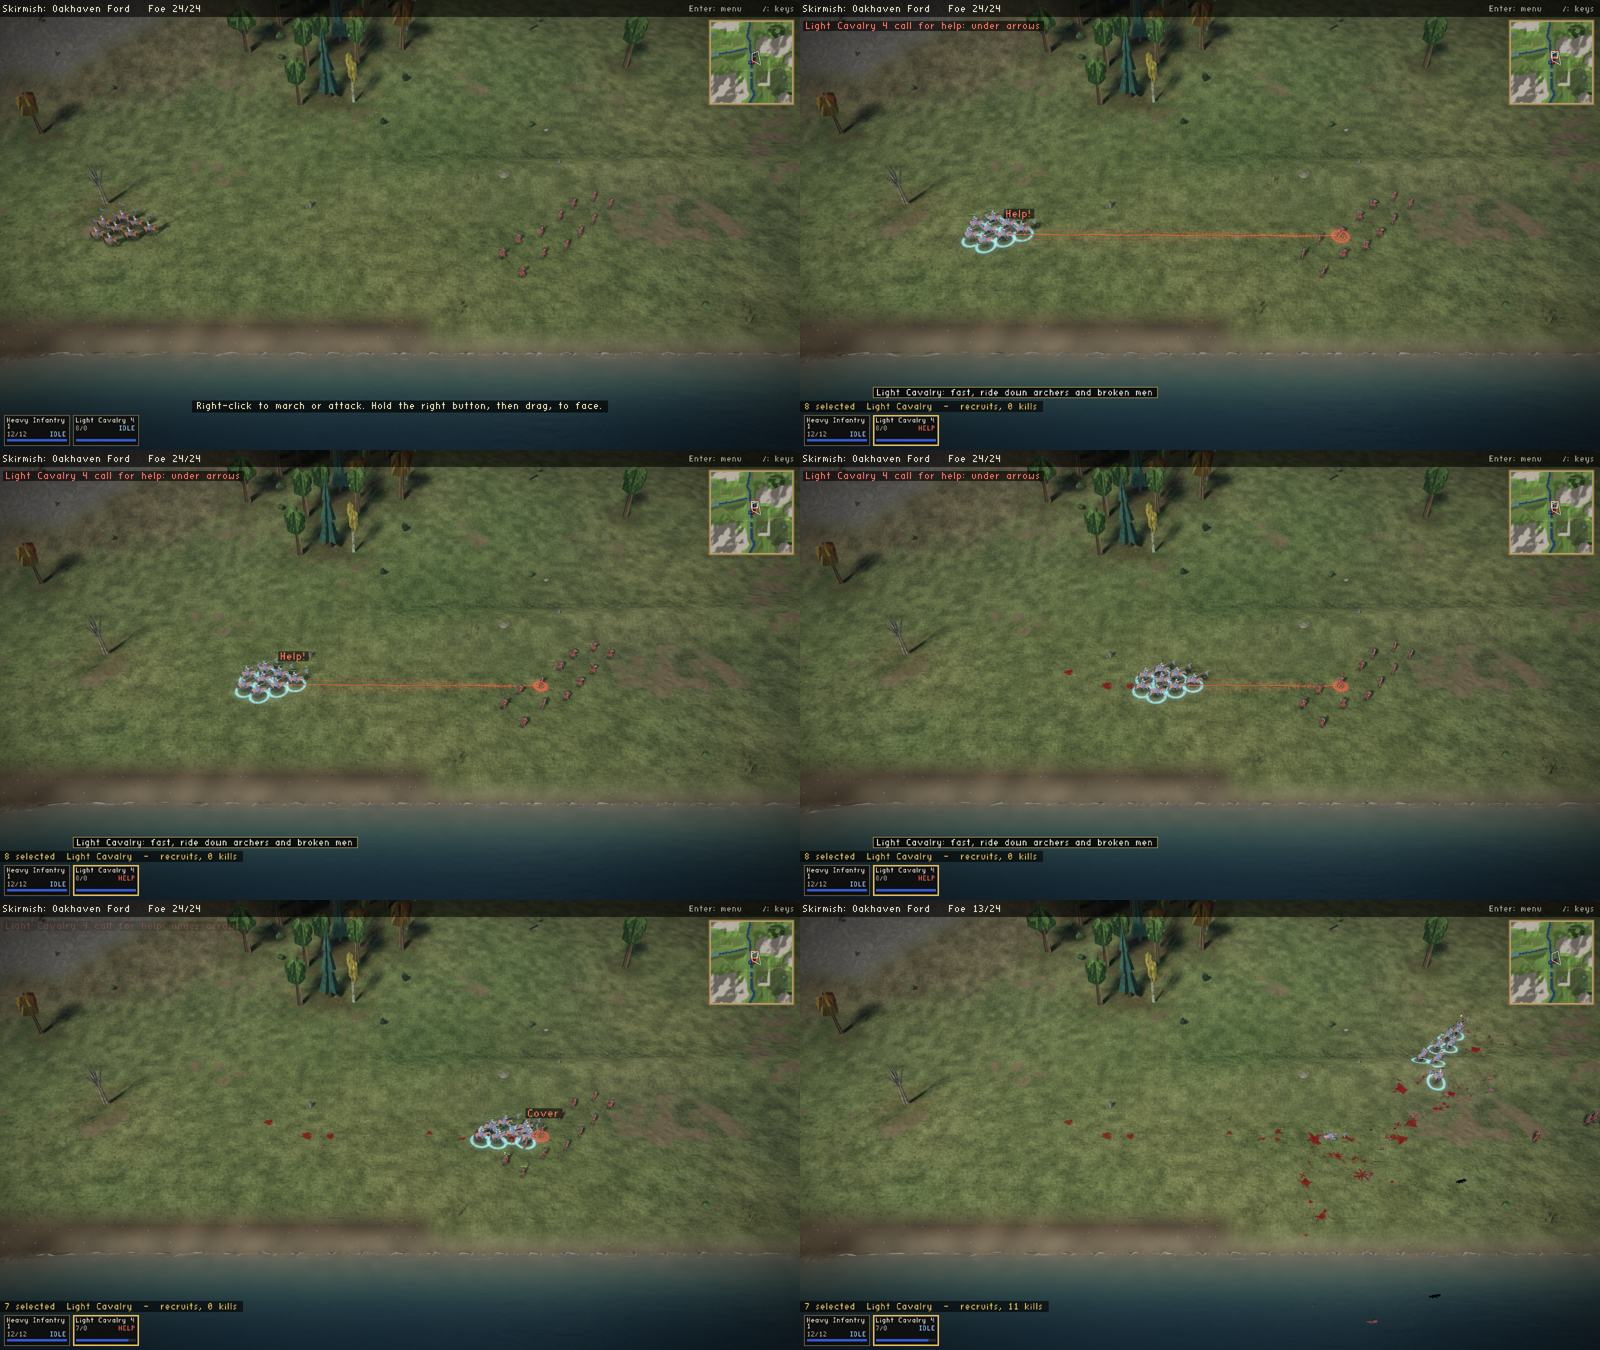 Skirmish: Oakhaven Ford Foe 24/24 Enter: menu /: keys
Right-click to march or attack. Hold the right button, then drag, to face.
Heavy Infantry 1 12/12 IDLE
Light Cavalry 4 8/8 IDLE
Skirmish: Oakhaven Ford Foe 24/24 Enter: menu /: keys
Light Cavalry 4 call for help: under arrows
Help!
Light Cavalry: fast, ride down archers and broken men
8 selected Light Cavalry - recruits, 0 kills
Heavy Infantry 1 12/12 IDLE
Light Cavalry 4 8/8 HELP
Skirmish: Oakhaven Ford Foe 24/24 Enter: menu /: keys
Light Cavalry 4 call for help: under arrows
Help!
Light Cavalry: fast, ride down archers and broken men
8 selected Light Cavalry - recruits, 0 kills
Heavy Infantry 1 12/12 IDLE
Light Cavalry 4 8/8 HELP
Skirmish: Oakhaven Ford Foe 24/24 Enter: menu /: keys
Light Cavalry 4 call for help: under arrows
Light Cavalry: fast, ride down archers and broken men
8 selected Light Cavalry - recruits, 0 kills
Heavy Infantry 1 12/12 IDLE
Light Cavalry 4 8/8 HELP
Skirmish: Oakhaven Ford Foe 24/24 Enter: menu /: keys
Light Cavalry 4 call for help: under arrows
Cover
7 selected Light Cavalry - recruits, 0 kills
Heavy Infantry 1 12/12 IDLE
Light Cavalry 4 7/8 HELP
Skirmish: Oakhaven Ford Foe 13/24 Enter: menu /: keys
7 selected Light Cavalry - recruits, 11 kills
Heavy Infantry 1 12/12 IDLE
Light Cavalry 4 7/8 IDLE